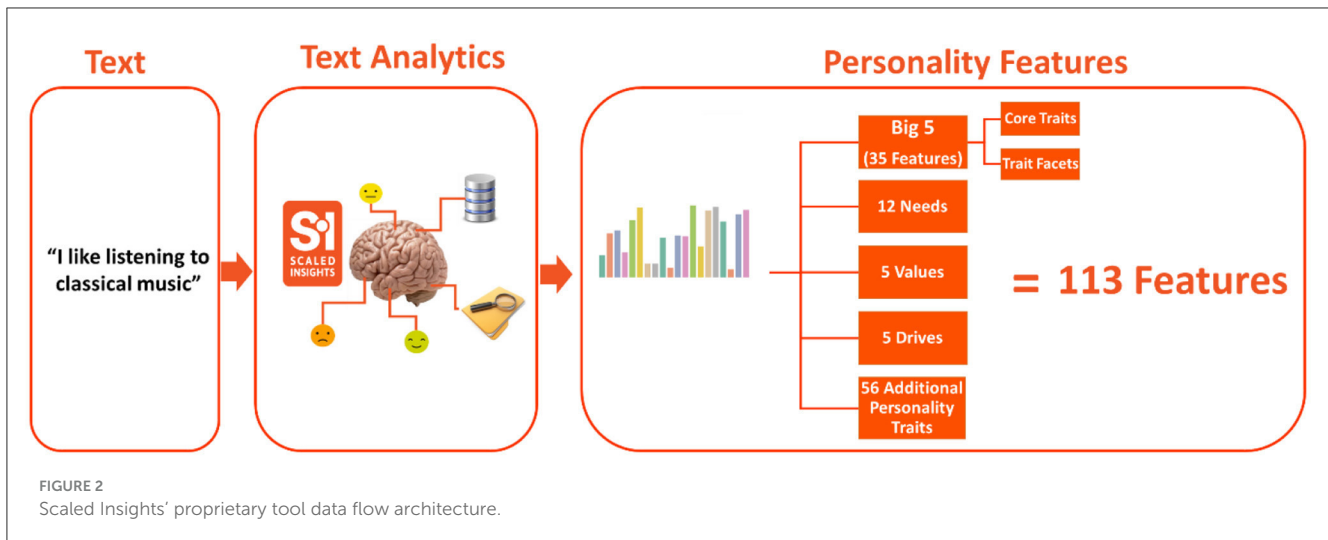 Text
Text Analytics
Personality Features
“I like listening to
classical music”
SI
SCALED
INSIGHTS
Big 5
(35 Features)
Core Traits
Trait Facets
12 Needs
5 Values
5 Drives
56 Additional
Personality
Traits
= 113 Features
FIGURE 2
Scaled Insights’ proprietary tool data flow architecture.